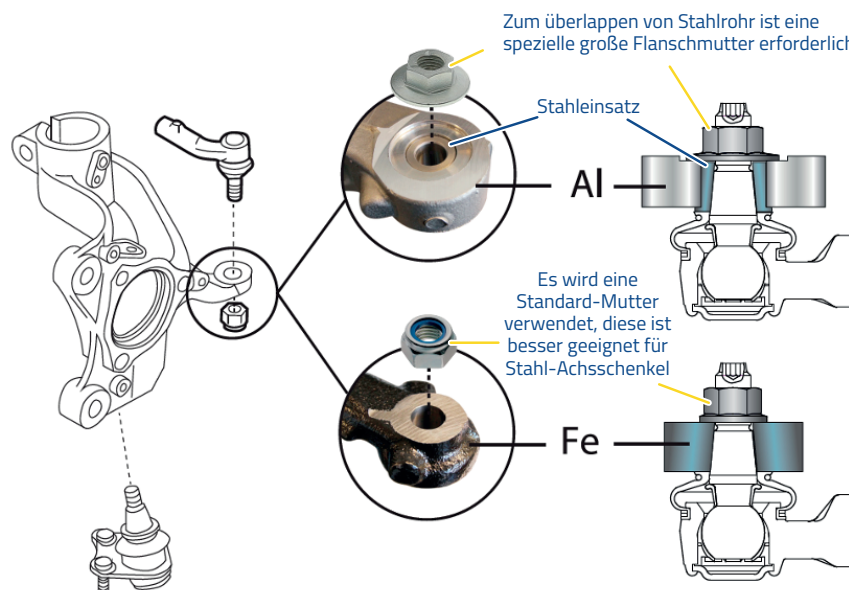 Zum überlappen von Stahlrohr ist eine
spezielle große Flanschmutter erforderlich
Stahleinsatz
Al
Es wird eine
Standard-Mutter
verwendet, diese ist
besser geeignet für
Stahl-Achsschenkel
Fe